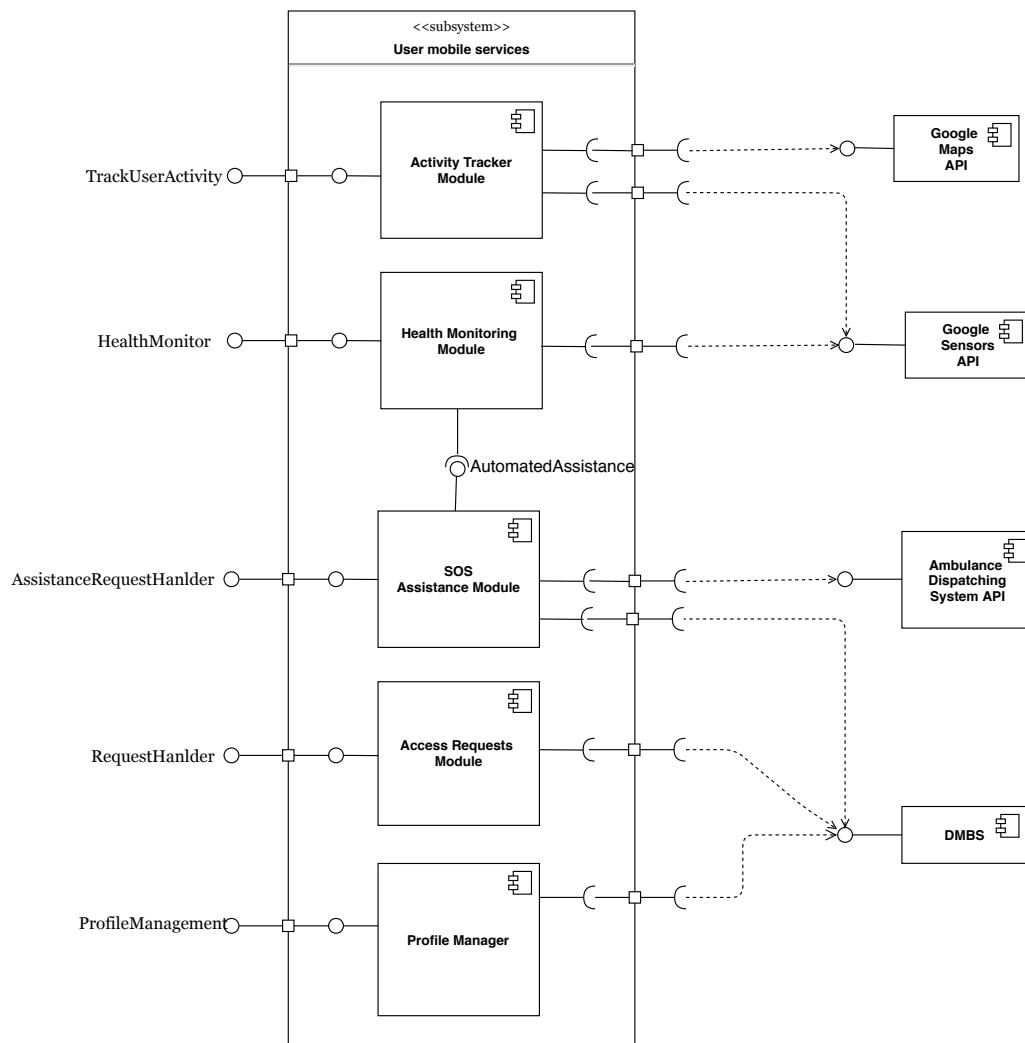 <<subsystem>>
User mobile services
Activity Tracker
Module
Google
Maps
API
TrackUserActivity
HealthMonitor
Health Monitoring
Module
Google
Sensors
API
AutomatedAssistance
AssistanceRequestHanlder
SOS
Assistance Module
Ambulance
Dispatching
System API
RequestHanlder
Access Requests
Module
DMBS
ProfileManagement
Profile Manager